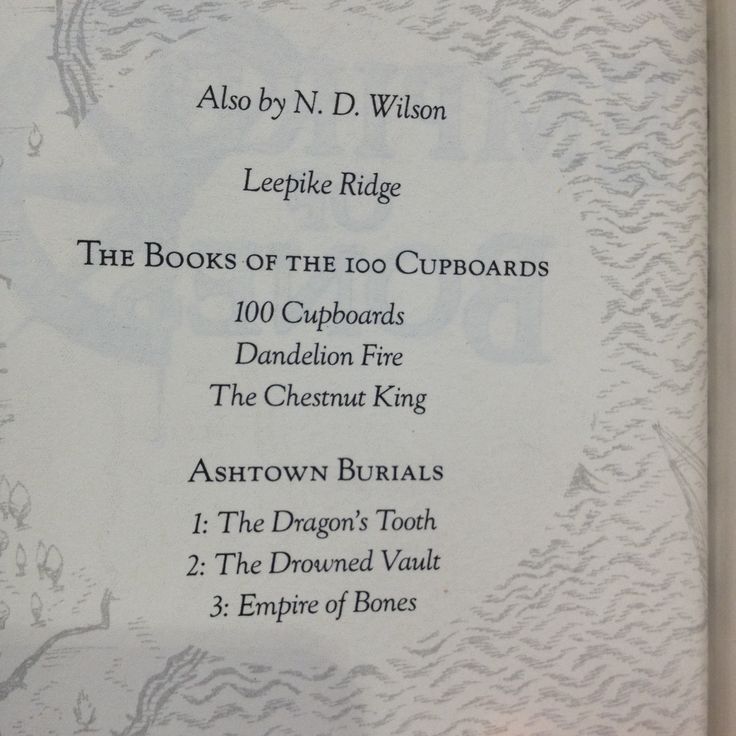 Also by N. D. Wilson
Leepike Ridge
The Books of the 100 Cupboards
100 Cupboards
Dandelion Fire
The Chestnut King
Ashtown Burials
1: The Dragon's Tooth
2: The Drowned Vault
3: Empire of Bones